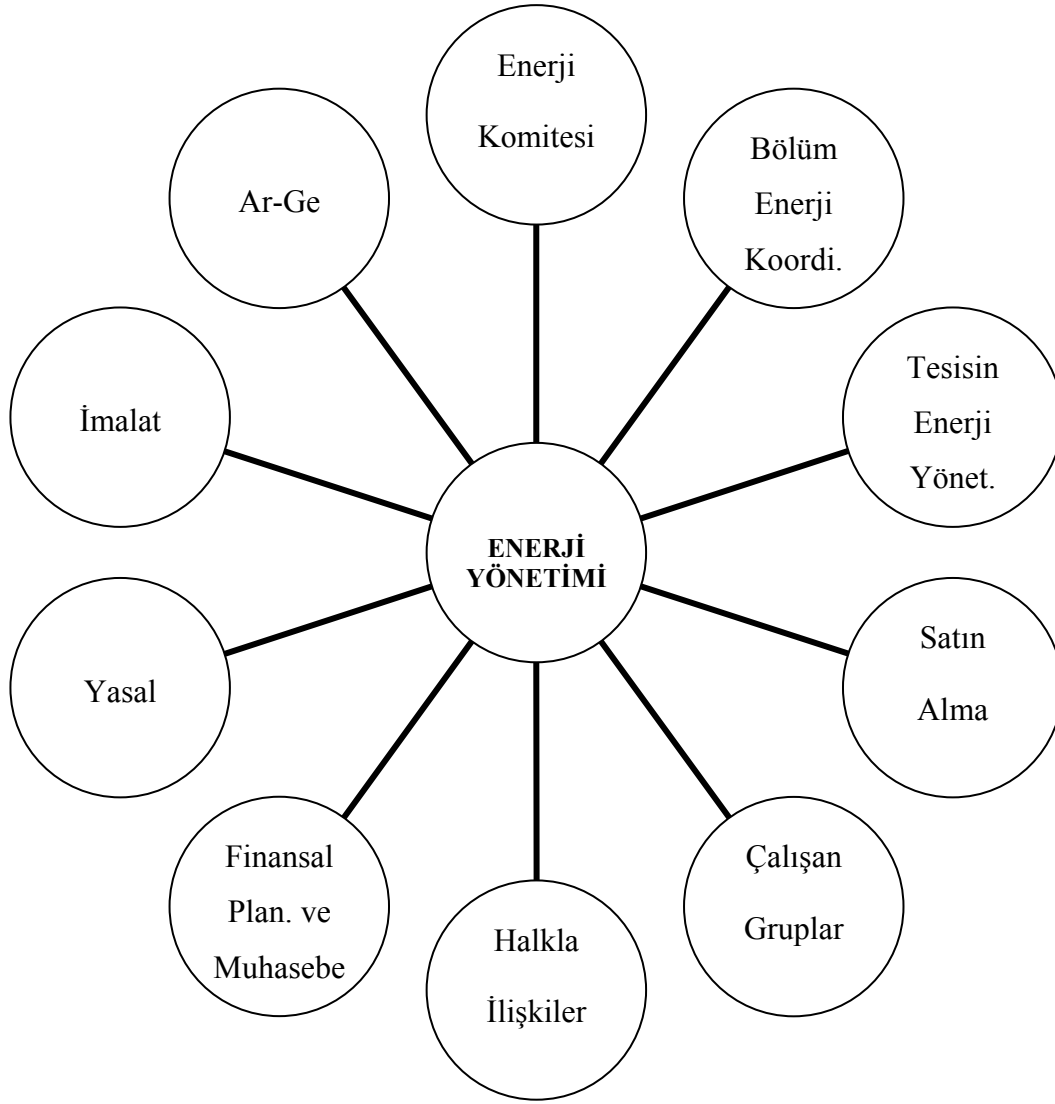 Enerji
Komitesi
Bölüm
Enerji
Koordi.
Tesisin
Enerji
Yönet.
Satın
Alma
Çalışan
Gruplar
Halkla
İlişkiler
Finansal
Plan. ve
Muhasebe
Yasal
İmalat
Ar-Ge
ENERJİ
YÖNETİMİ